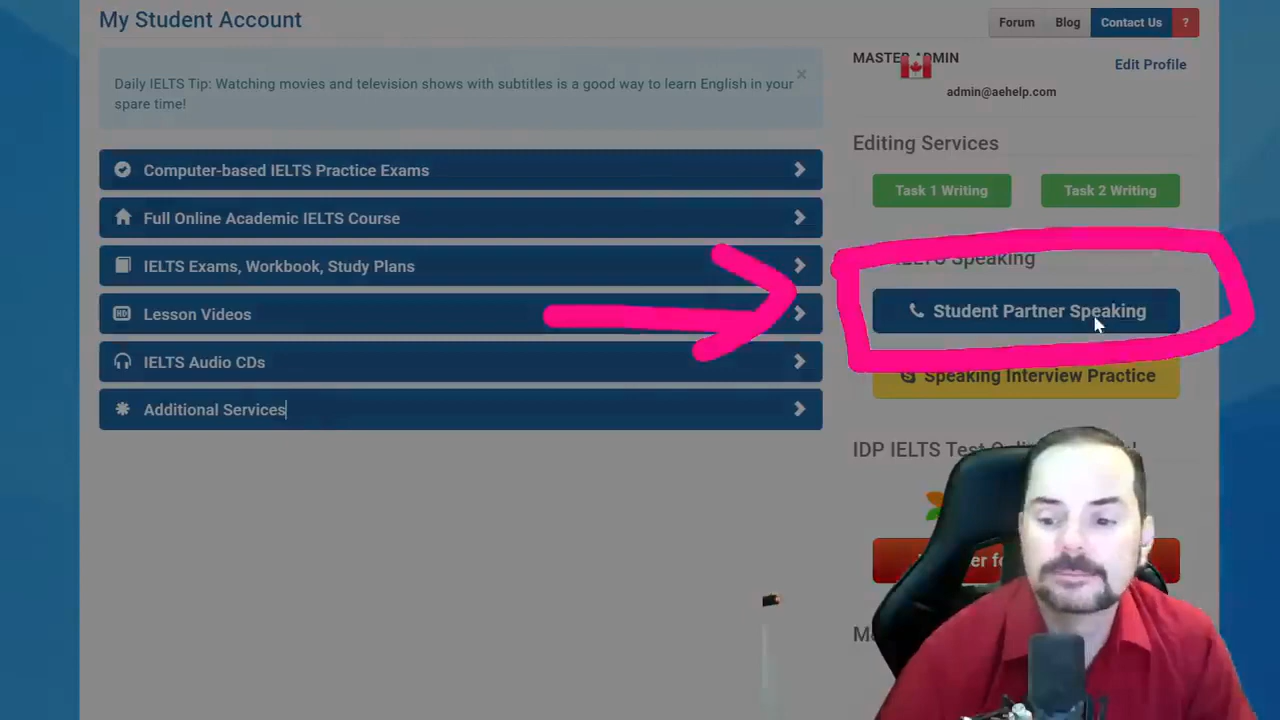 My Student Account
Forum
Blog
Contact Us
?
Daily IELTS Tip: Watching movies and television shows with subtitles is a good way to learn English in your
spare time!
×
MASTER ADMIN
Edit Profile
admin@aehelp.com
Computer-based IELTS Practice Exams
Full Online Academic IELTS Course
IELTS Exams, Workbook, Study Plans
HD
Lesson Videos
IELTS Audio CDs
Additional Services
Editing Services
Task 1 Writing
Task 2 Writing
IELTS Speaking
Student Partner Speaking
Speaking Interview Practice
IDP IELTS Test